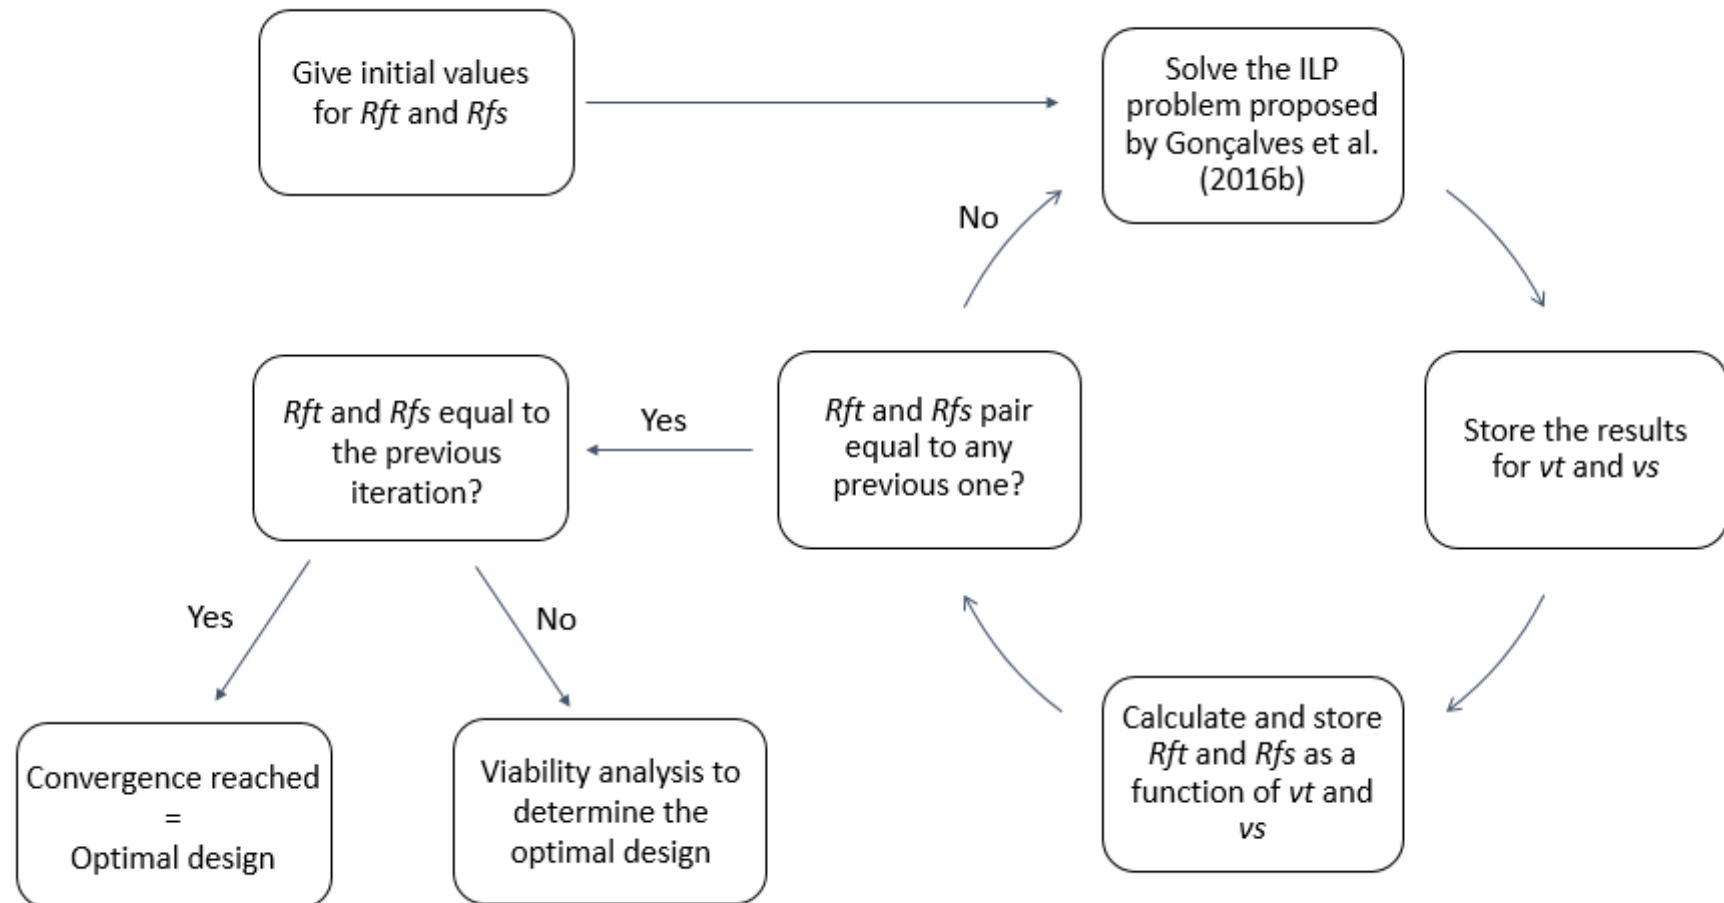 Give initial values
for Rft and Rfs
Solve the ILP
problem proposed
by Gonçalves et al.
(2016b)
No
Rft and Rfs equal to
the previous
iteration?
Yes
Rft and Rfs pair
equal to any
previous one?
Store the results
for vt and vs
Yes
No
Calculate and store
Rft and Rfs as a
function of vt and
vs
Convergence reached
=
Optimal design
Viability analysis to
determine the
optimal design